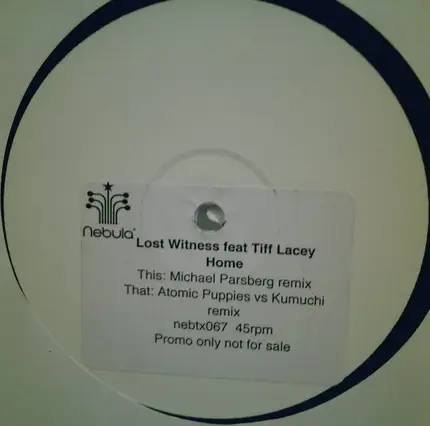 nebula
Lost Witness feat Tiff Lacey
Home
This: Michael Parsberg remix
That: Atomic Puppies vs Kumuchi
remix
nebtx067 45rpm
Promo only not for sale